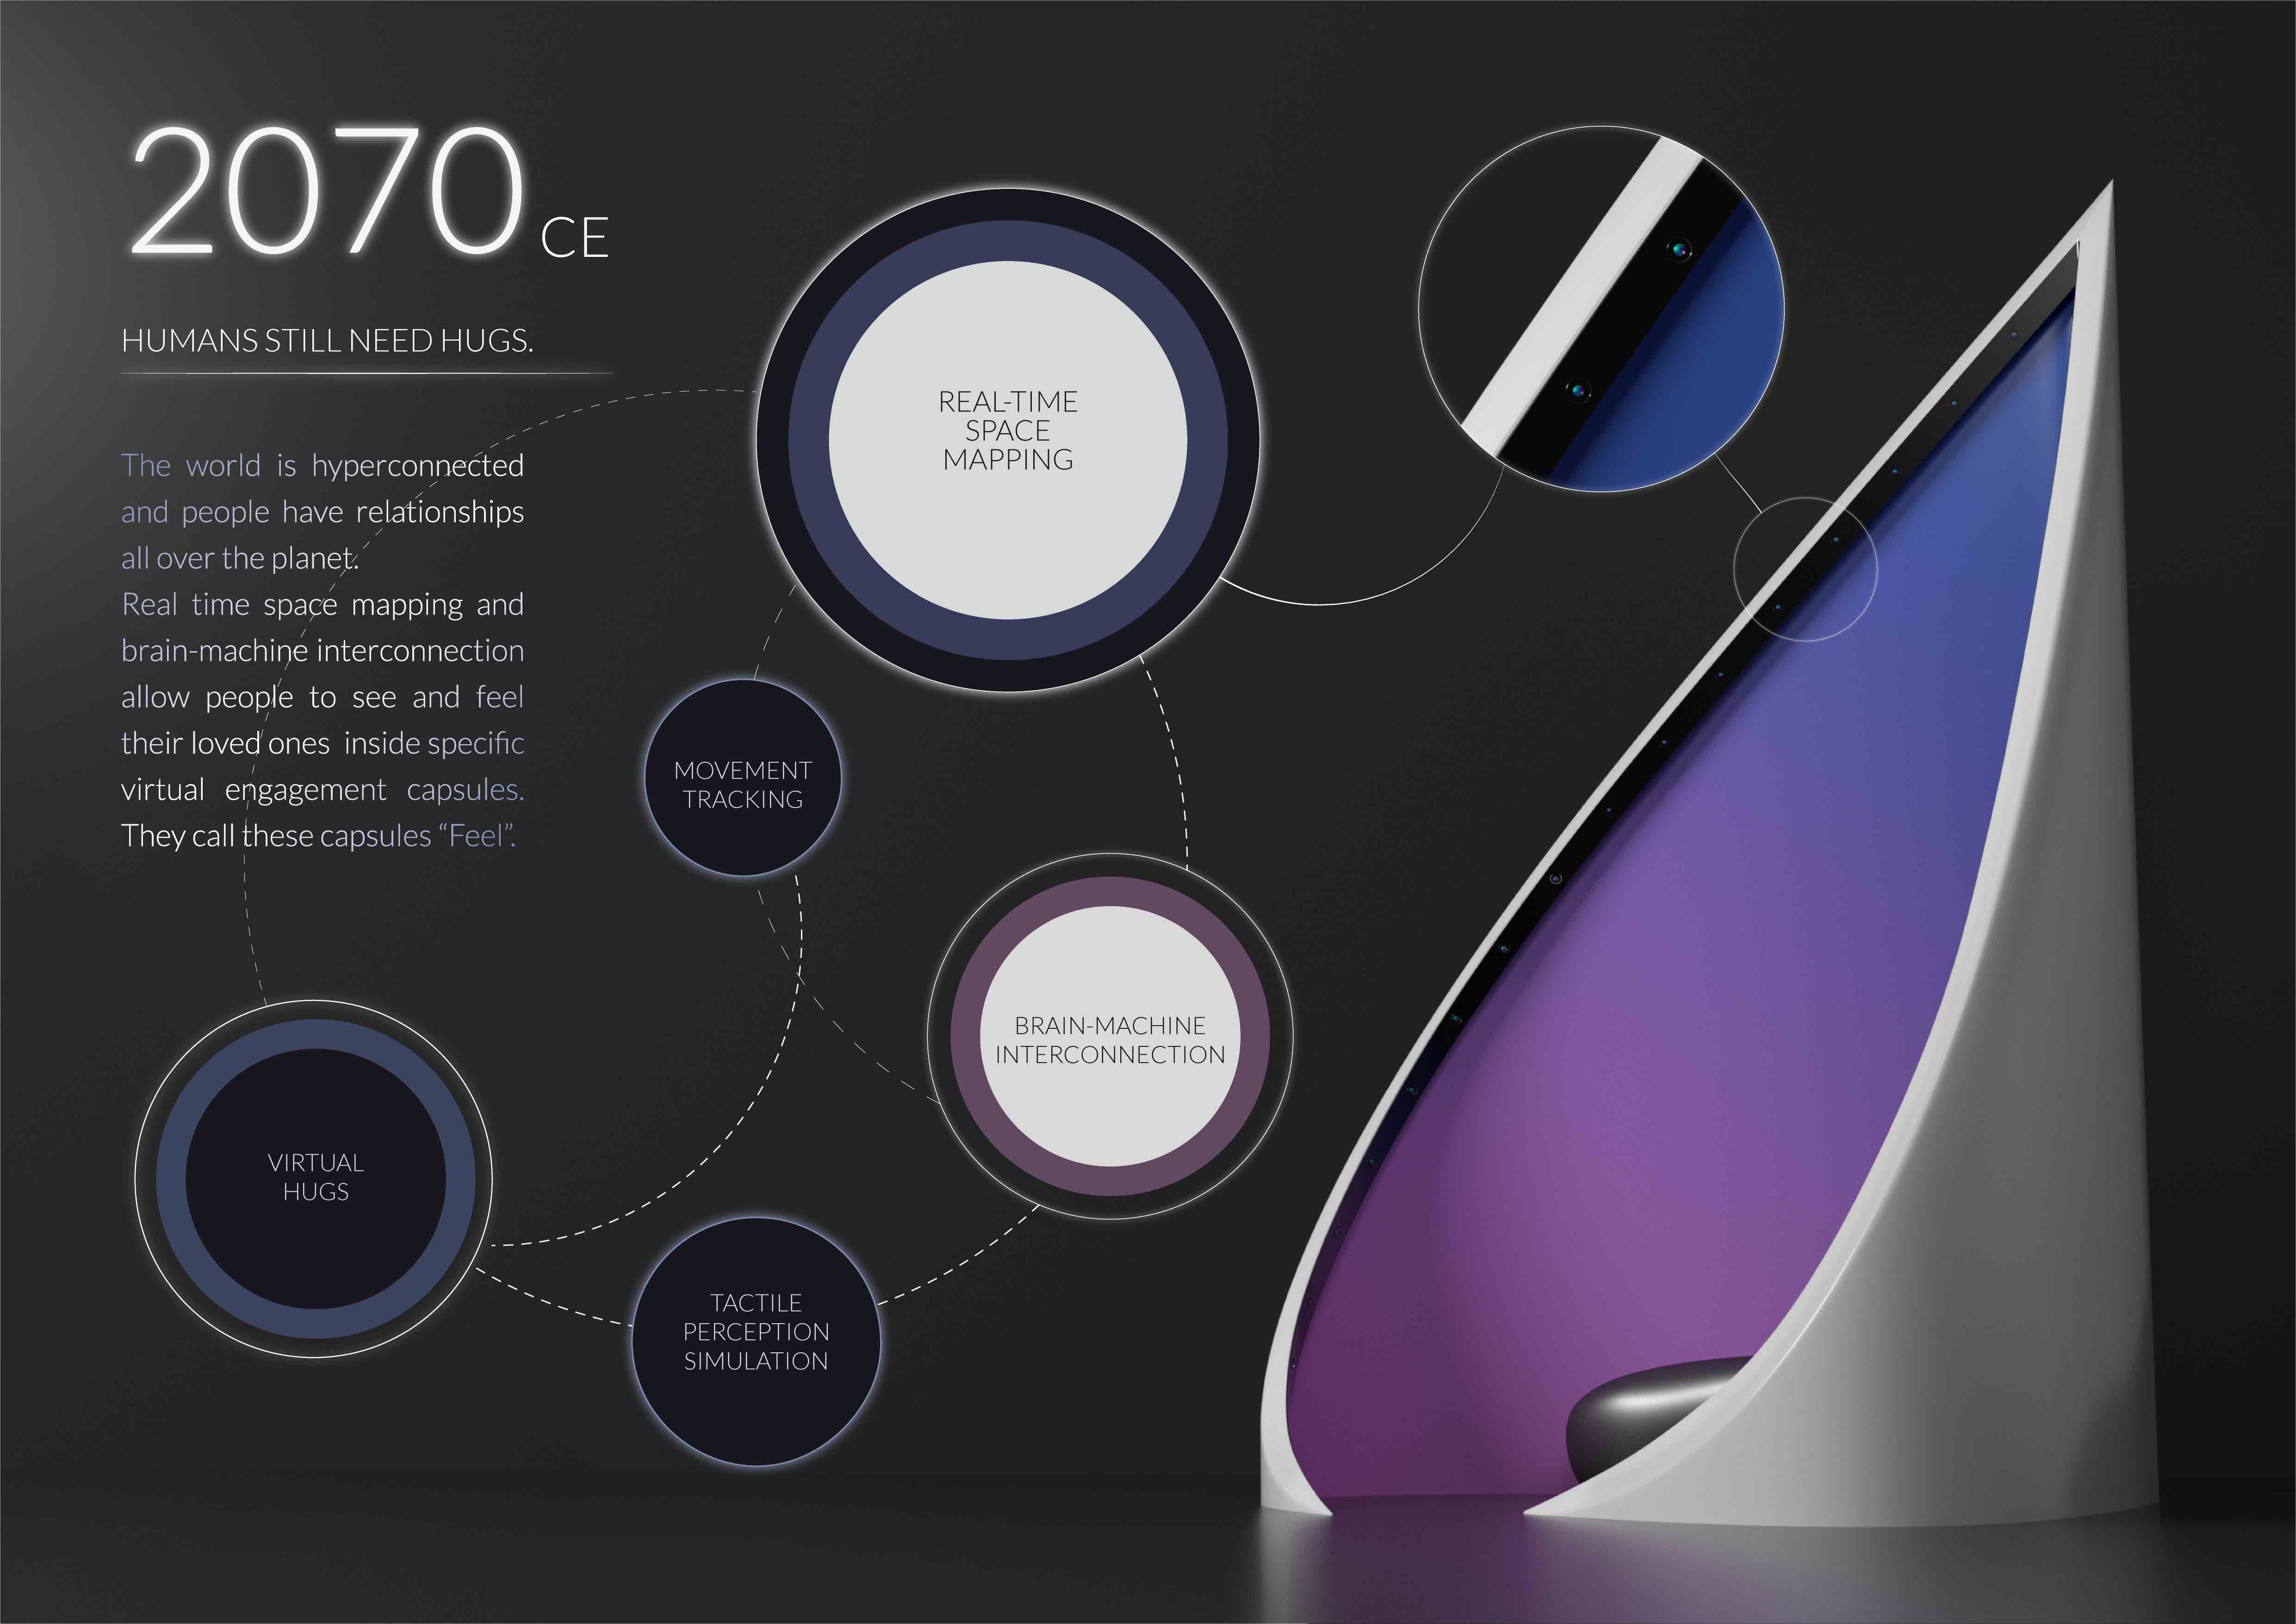 2070 CE
HUMANS STILL NEED HUGS.
The world is hyperconnected
and people have relationships
all over the planet.
Real time space mapping and
brain-machine interconnection
allow people to see and feel
their loved ones inside specific
virtual engagement capsules.
They call these capsules “Feel”.
REAL-TIME
SPACE
MAPPING
MOVEMENT
TRACKING
BRAIN-MACHINE
INTERCONNECTION
VIRTUAL
HUGS
TACTILE
PERCEPTION
SIMULATION